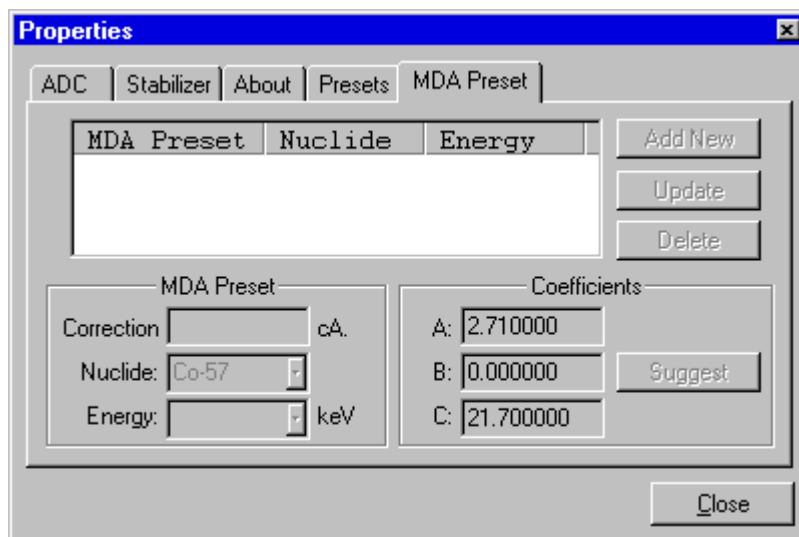 Properties
ADC Stabilizer About Presets MDA Preset
MDA Preset Nuclide Energy
Add New
Update
Delete
MDA Preset
Correction cA.
Nuclide: Co-57
Energy: keV
Coefficients
A: 2.710000
B: 0.000000
C: 21.700000
Suggest
Close